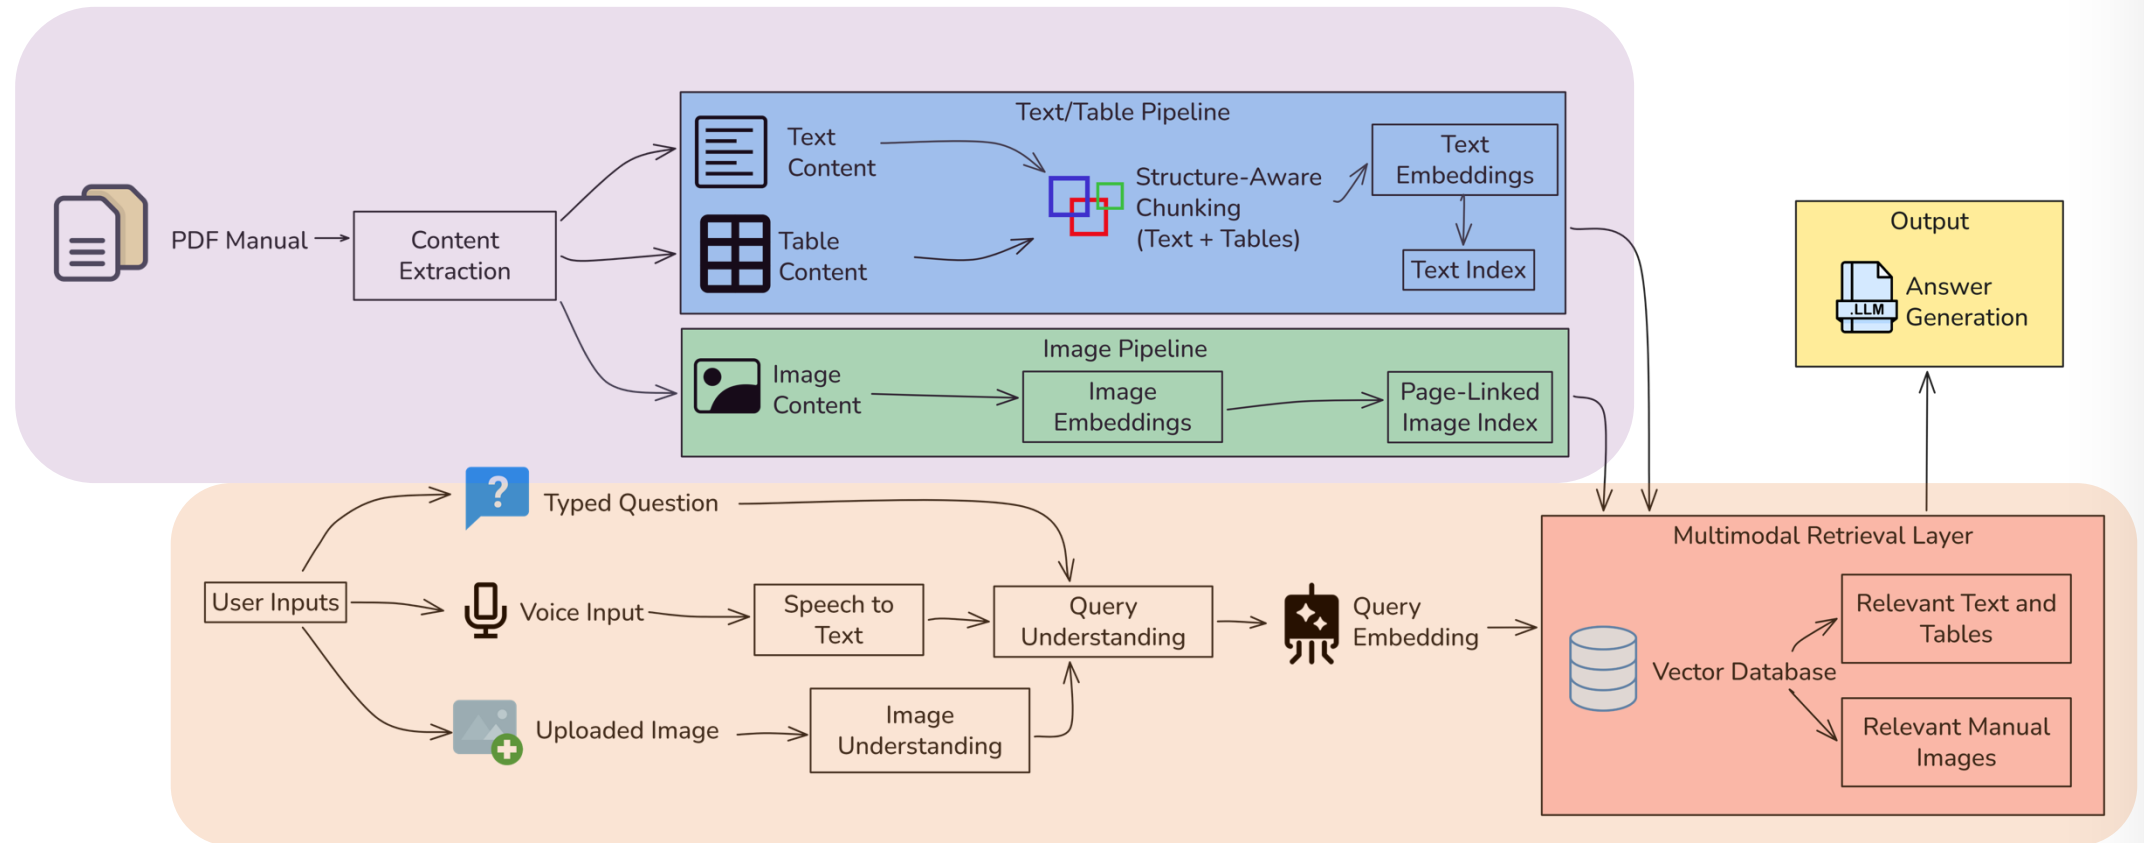 Text/Table Pipeline
Text
Content
Table
Content
Structure-Aware
Chunking
(Text + Tables)
Text
Embeddings
Text Index
PDF Manual
Content
Extraction
Image Pipeline
Image
Content
Image
Embeddings
Page-Linked
Image Index
Output
.LLM
Answer
Generation
?
Typed Question
User Inputs
Voice Input
Speech to
Text
Query
Understanding
Query
Embedding
Uploaded Image
Image
Understanding
Multimodal Retrieval Layer
Vector Database
Relevant Text and
Tables
Relevant Manual
Images